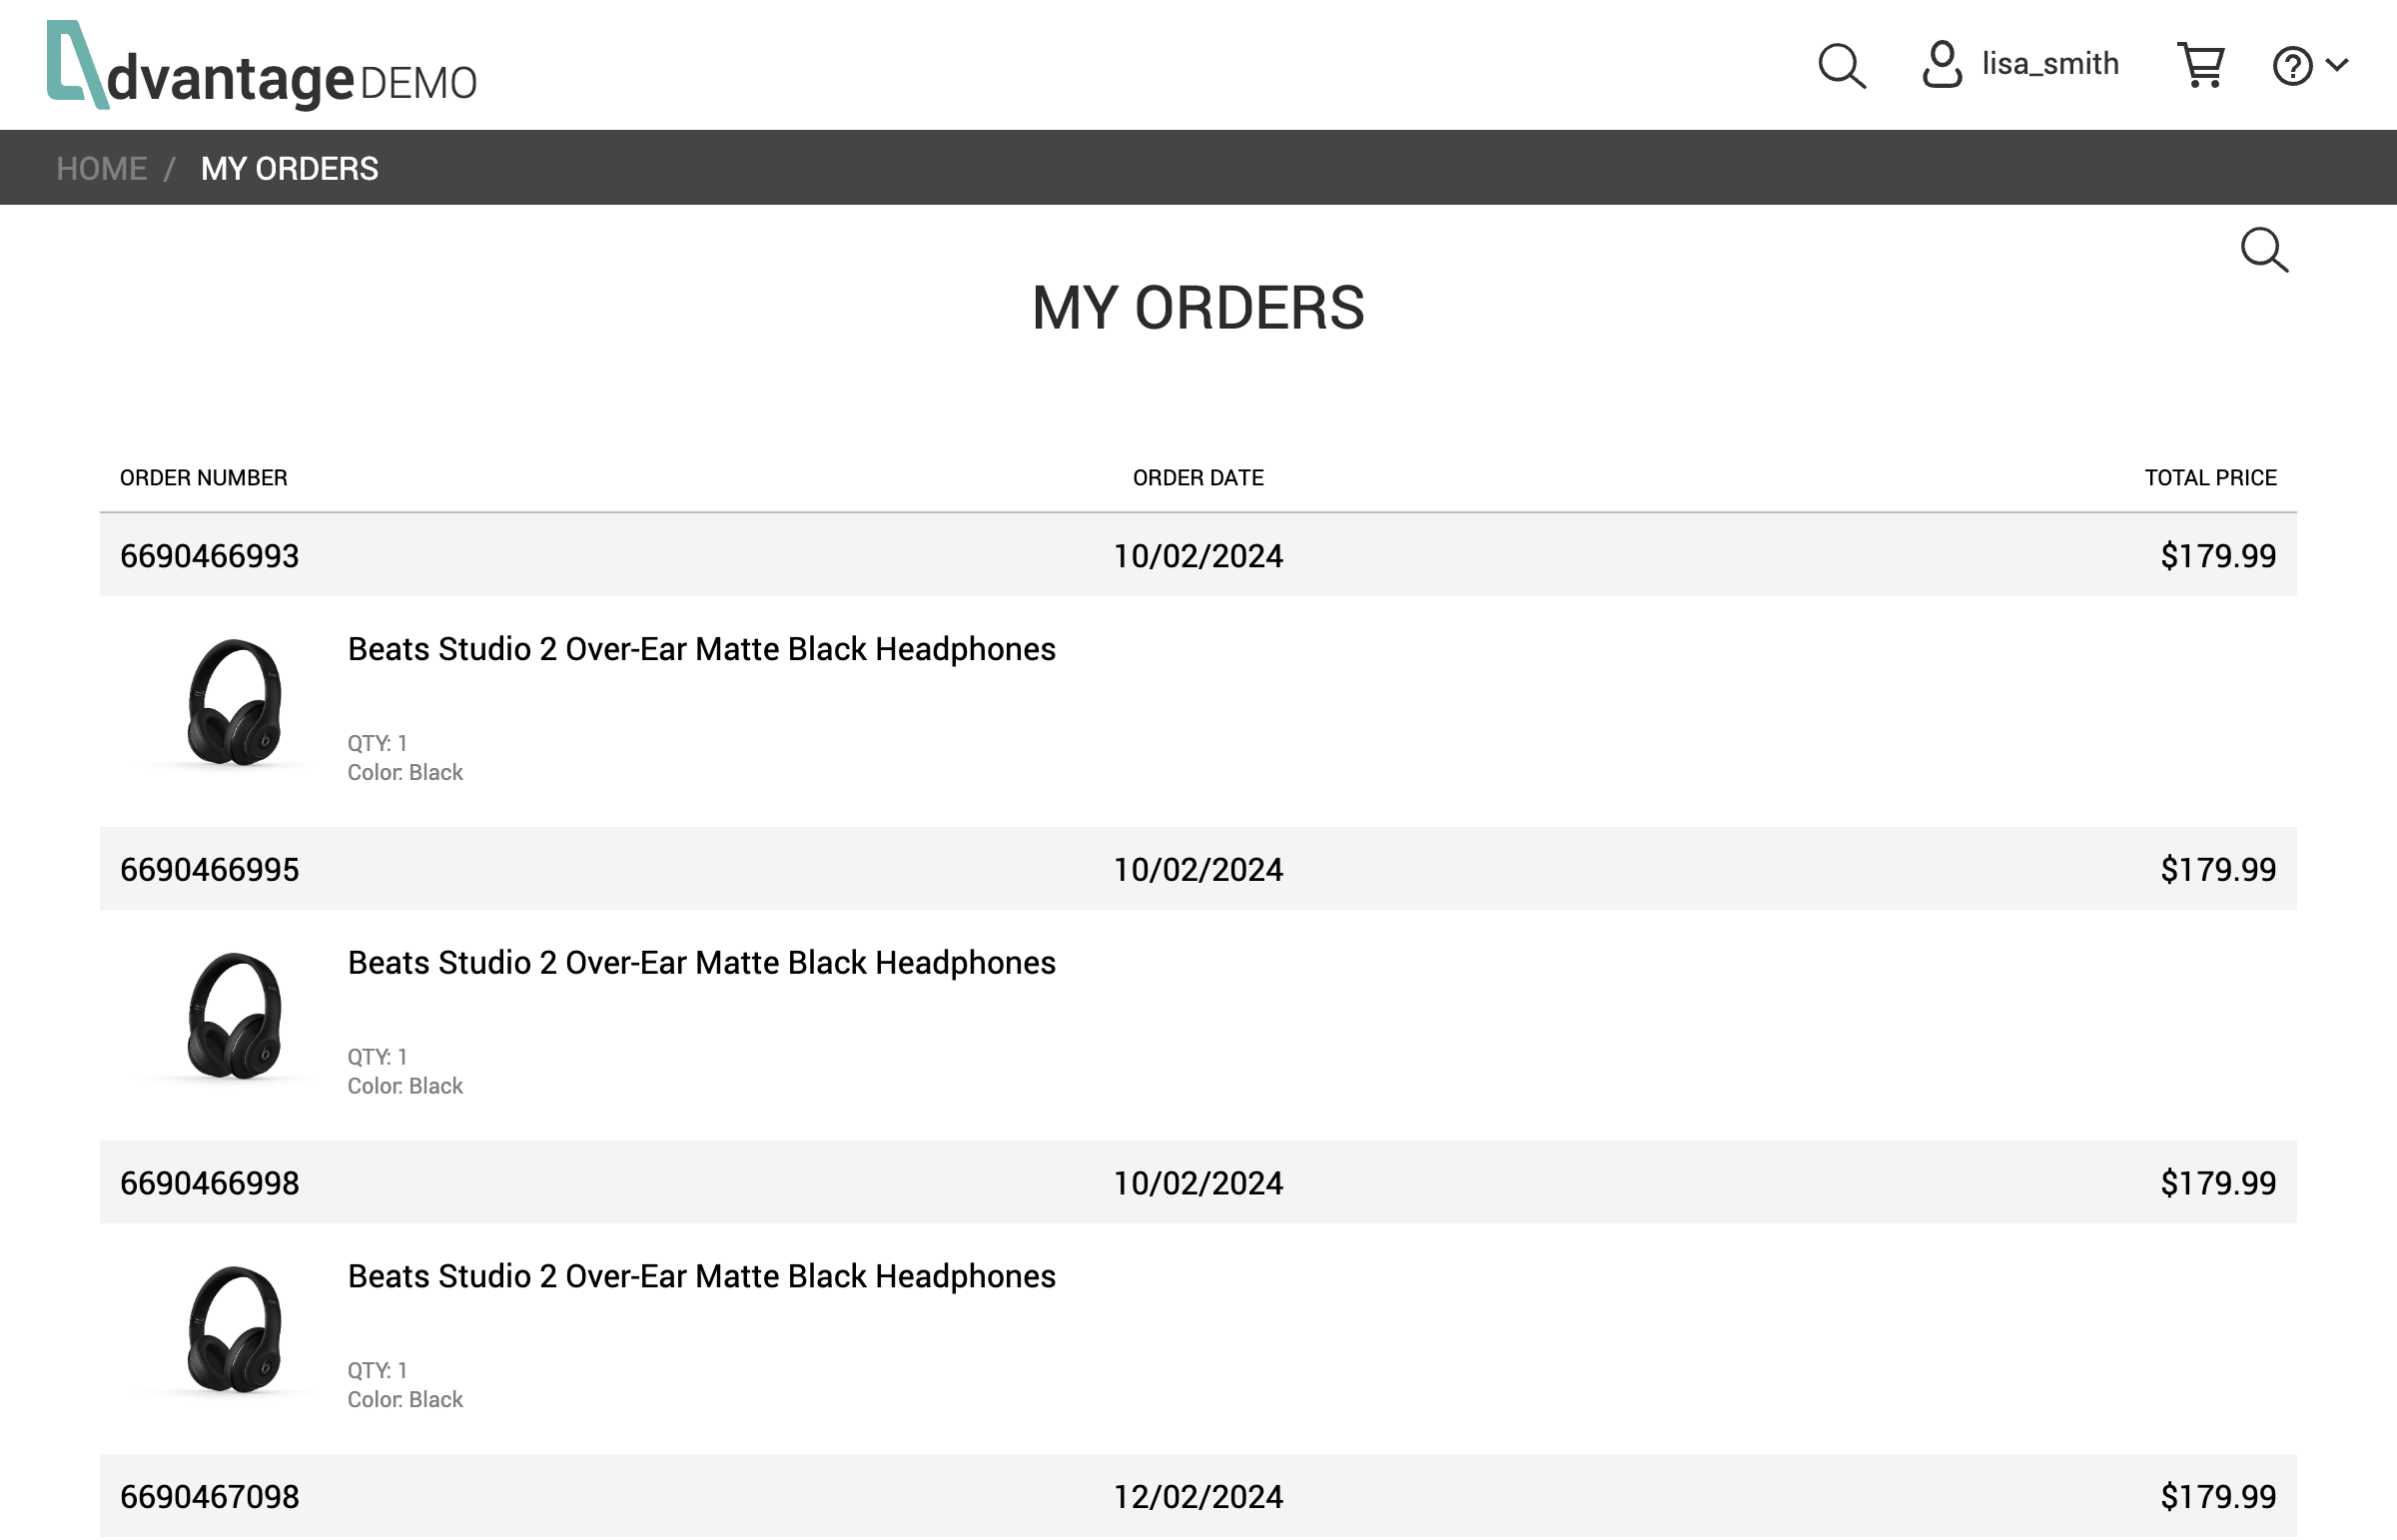 dvantage DEMO
lisa_smith
HOME / MY ORDERS
MY ORDERS
ORDER NUMBER ORDER DATE TOTAL PRICE
6690466993 10/02/2024 $179.99
Beats Studio 2 Over-Ear Matte Black Headphones
QTY: 1
Color: Black
6690466995 10/02/2024 $179.99
Beats Studio 2 Over-Ear Matte Black Headphones
QTY: 1
Color: Black
6690466998 10/02/2024 $179.99
Beats Studio 2 Over-Ear Matte Black Headphones
QTY: 1
Color: Black
6690467098 12/02/2024 $179.99